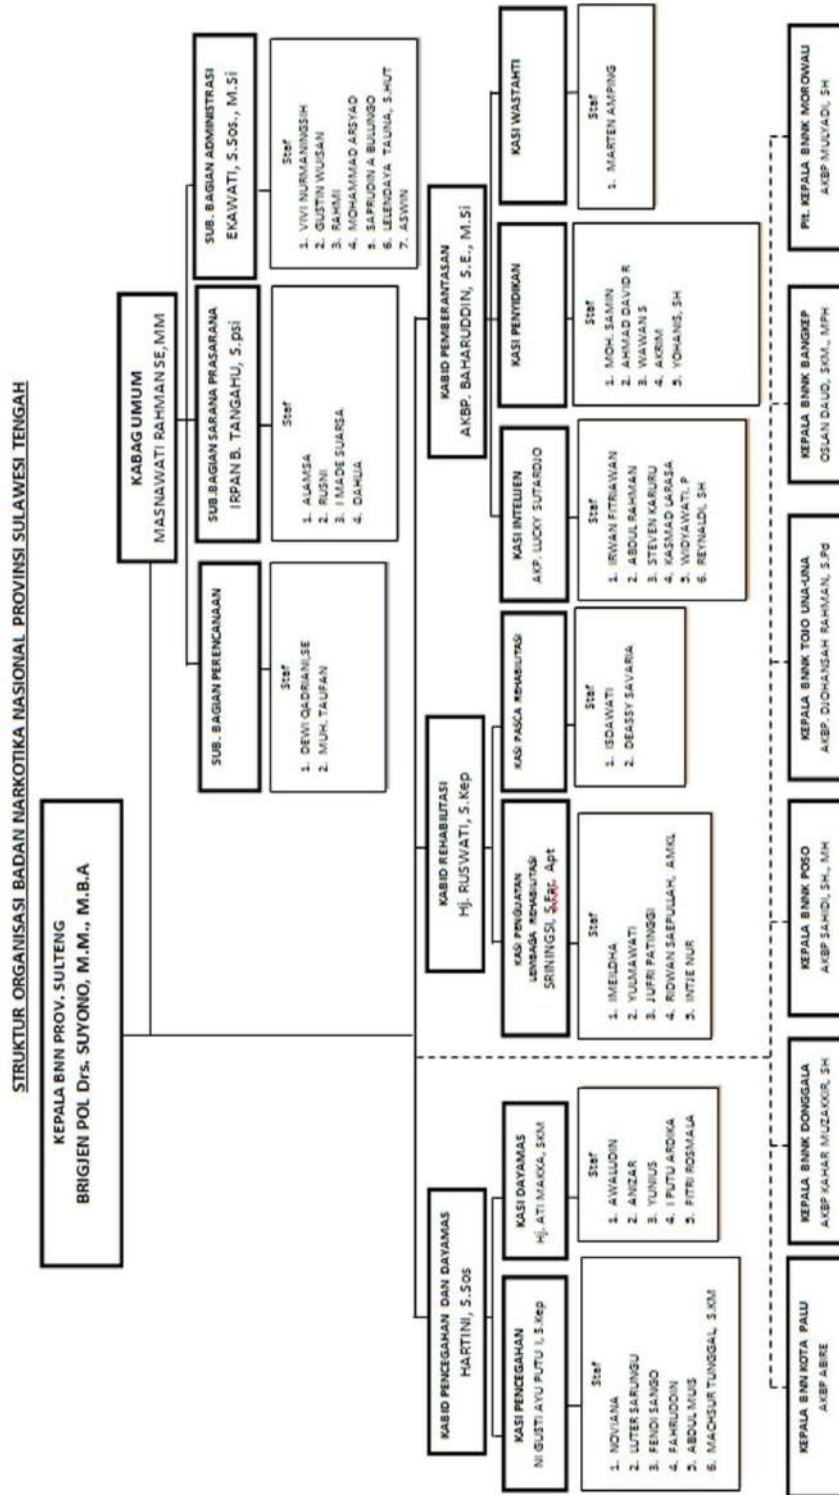 STRUKTUR ORGANISASI BADAN NARKOTIKA NASIONAL PROVINSI SULAWESI TENGAH
KEPALA BNN PROV. SULTENG
BRIGJEN POL Drs. SUYONO, M.M., M.B.A
KABAG UMUM
MASNAWATI RAHMAN SE,MM
SUB. BAGIAN PERENCANAAN
Staf
1. DEWI QADRIANI,SE
2. MUH. TAUFAN
SUB.BAGIAN SARANA PRASARANA
IRPAN B. TANGAHU, S.psi
Staf
1. ALAMSA
2. RUSNI
3. I MADE SUARSA
4. DAHLIA
SUB. BAGIAN ADMINISTRASI
EKAWATI, S.Sos., M.Si
Staf
1. VIVI NURMANINGSIH
2. GUSTIN WUISAN
3. RAHMI
4. MOHAMMAD ARSYAD
5. SAPRUDIN A BULUNGO
6. LELENDAYA TAUNA, S.HUT
7. ASWIN
KABID PENCEGAHAN DAN DAYAMAS
HARTINI, S.Sos
KASI PENCEGAHAN
NI GUSTI AYU PUTU I, S.Kep
Staf
1. NOVIANA
2. LUTER SARUNGU
3. FENDI SANGO
4. FAHRUDDIN
5. ABDUL MUIS
6. MACHSUR TUNGGAL, S.KM
KASI DAYAMAS
Hj. ATI MAKKA, SKM
Staf
1. AWALUDIN
2. ANIZAR
3. YUNIUS
4. I PUTU ARDIKA
5. FITRI ROSMALA
KABID REHABILITASI
Hj. RUSWATI, S.Kep
KASI PENGUATAN
LEMBAGA REHABILITASI
SRININGSI, S.Far. Apt
Staf
1. IMEILDHA
2. YULMAWATI
3. JUFRI PATINGGI
4. RIDWAN SAEPULLAH, AMKL
5. INTJE NUR
KASI PASCA REHABILITASI
Staf
1. ISDAWATI
2. DEASSY SAVARIA
KABID PEMBERANTASAN
AKBP. BAHARUDDIN, S.E., M.Si
KASI INTELIJEN
AKP. LUCKY SUTARDJO
Staf
1. IRWAN FITRIAWAN
2. ABDUL RAHMAN
3. STEVEN KARURU
4. KASMAD LARASA
5. WIDYAWATI. P
6. REYNALDI, SH
KASI PENYIDIKAN
Staf
1. MOH. SAMIN
2. AHMAD DAVID R
3. WAWAN S
4. AKRIM
5. YOHANIS, SH
KASI WASTAHTI
Staf
1. MARTEN AMPING
KEPALA BNN KOTA PALU
AKBP ABIRE
KEPALA BNNK DONGGALA
AKBP KAHAR MUZAKKIR, SH
KEPALA BNNK POSO
AKBP SAHIDI, SH., MH
KEPALA BNNK TOJO UNA-UNA
AKBP. DJOHANSAH RAHMAN, S.Pd
KEPALA BNNK BANGKEP
OSLAN DAUD, SKM., MPH
Plt. KEPALA BNNK MOROWALI
AKBP MULYADI, SH